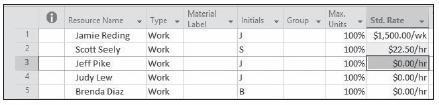 Resource Name Type Material Label Initials Group Max. Units Std. Rate
1 Jamie Reding Work J 100% $1,500.00/wk
2 Scott Seely Work S 100% $22.50/hr
3 Jeff Pike Work J 100% $0.00/hr
4 Judy Lew Work J 100% $0.00/hr
5 Brenda Diaz Work B 100% $0.00/hr